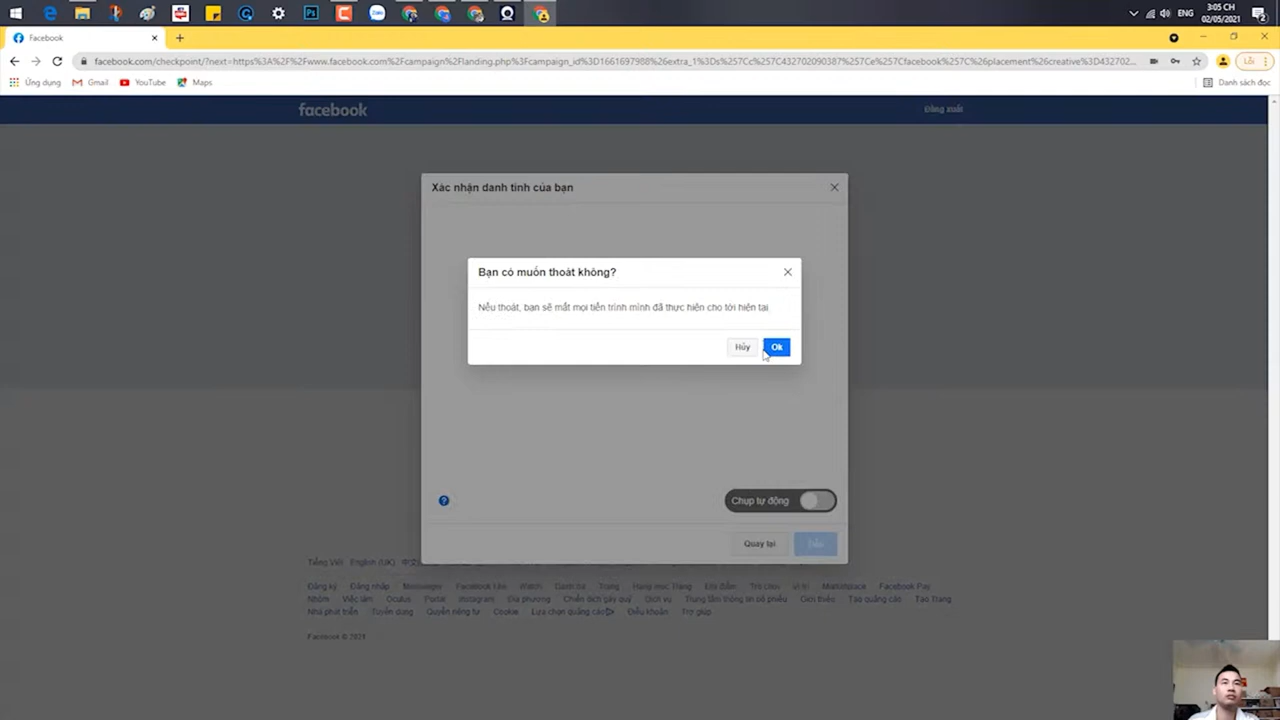 3:05 CH
ENG
02/05/2021
Facebook
facebook.com/checkpoint/?next=https%3A%2F%2Fwww.facebook.com%2Fcampaign%2Flanding.php%3Fcampaign_id%3D1661697988%26extra_1%3Ds%257Cc%257C432702090387%257Ce%257Cfacebook%257C%26placement%26creative%3D432702...
Lỗi
Ứng dụng
Gmail
YouTube
Maps
Danh sách đọc
facebook
Đăng xuất
Xác nhận danh tính của bạn
Bạn có muốn thoát không?
Nếu thoát, bạn sẽ mất mọi tiến trình mình đã thực hiện cho tới hiện tại
Hủy
Ok
Chụp tự động
Quay lại
Tiếng Việt English (UK)
Đăng ký Đăng nhập Messenger Facebook Lite Watch Trang Hạng mục Trang Địa điểm Trò chơi Marketplace Facebook Pay
Nhóm Việc làm Oculus Portal Instagram Địa phương Chiến dịch gây quỹ Dịch vụ Trung tâm thông tin bỏ phiếu Giới thiệu Tạo quảng cáo Tạo Trang
Nhà phát triển Tuyển dụng Quyền riêng tư Cookie Lựa chọn quảng cáo Điều khoản Trợ giúp
Facebook © 2021